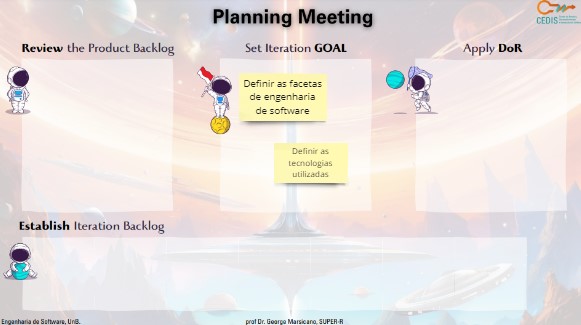 Planning Meeting
CEDIS
Review the Product Backlog
Set Iteration GOAL
Apply DoR
Definir as facetas
de engenharia
de software
Definir as
tecnologias
utilizadas
Establish Iteration Backlog
Engenharia de Software, UnB.
prof Dr. George Marsicano, SUPER-R